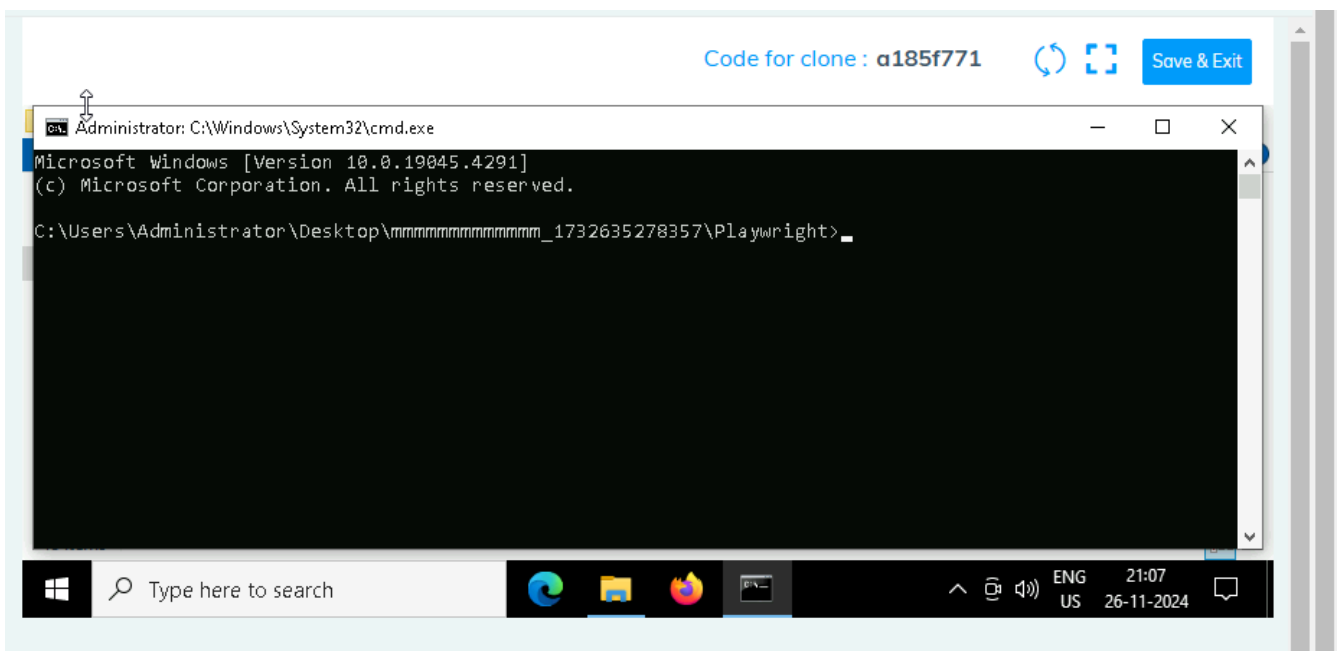 Code for clone : a185f771
Save & Exit
Administrator: C:\Windows\System32\cmd.exe
Microsoft Windows [Version 10.0.19045.4291]
(c) Microsoft Corporation. All rights reserved.
C:\Users\Administrator\Desktop\mmmmmmmmmmmmm_1732635278357\Playwright>
Type here to search
ENG
US
21:07
26-11-2024